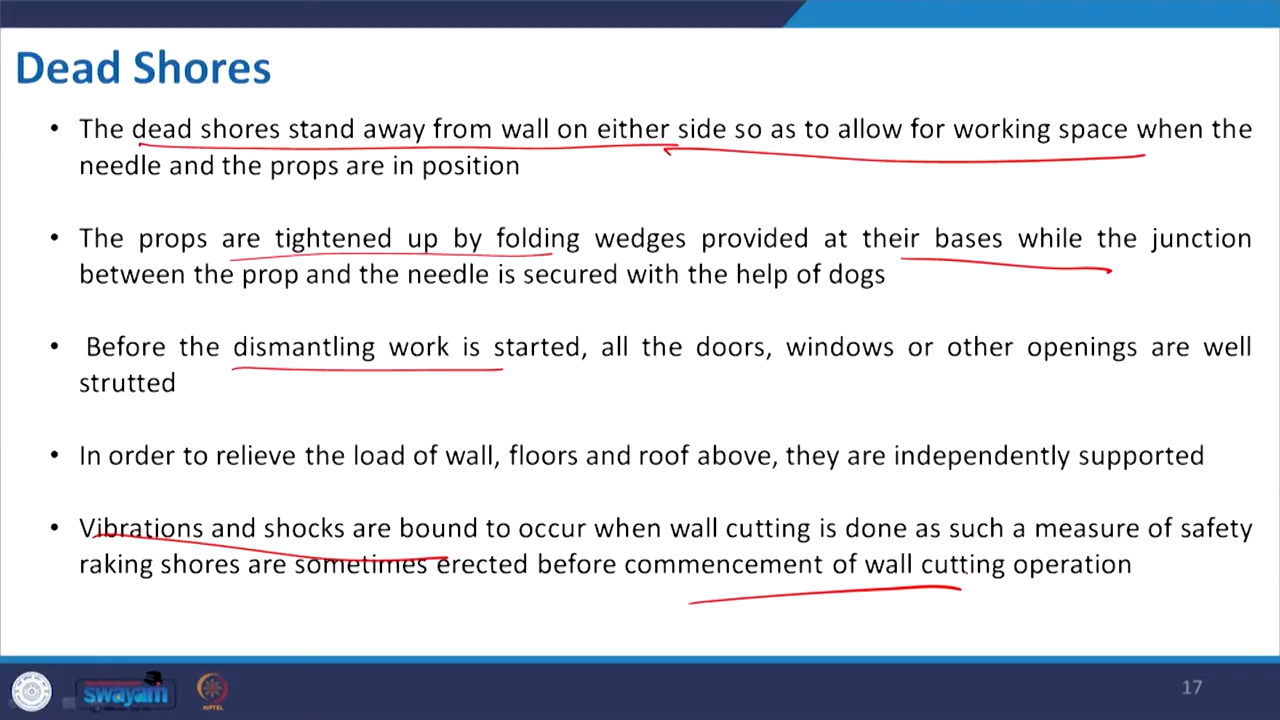 Dead Shores
• The dead shores stand away from wall on either side so as to allow for working space when the
needle and the props are in position
• The props are tightened up by folding wedges provided at their bases while the junction
between the prop and the needle is secured with the help of dogs
• Before the dismantling work is started, all the doors, windows or other openings are well
strutted
• In order to relieve the load of wall, floors and roof above, they are independently supported
• Vibrations and shocks are bound to occur when wall cutting is done as such a measure of safety
raking shores are sometimes erected before commencement of wall cutting operation
swayam
NPTEL
17